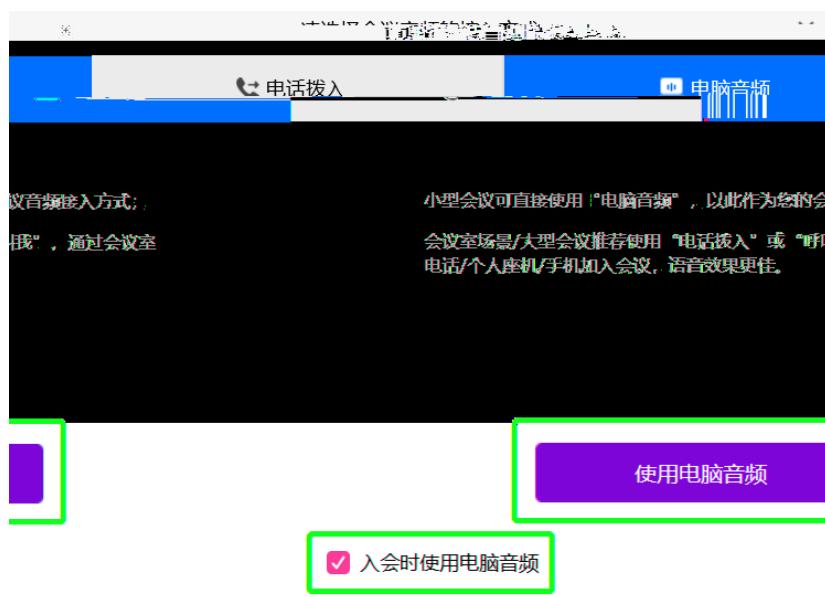 电话拨入
电脑音频
议音频接入方式；
小型会议可直接使用“电脑音频”，以此作为您的会
我”，通过会议室
会议室场景/大型会议推荐使用“电话拨入”或“呼
电话/个人座机/手机加入会议，语音效果更佳。
使用电脑音频
入会时使用电脑音频